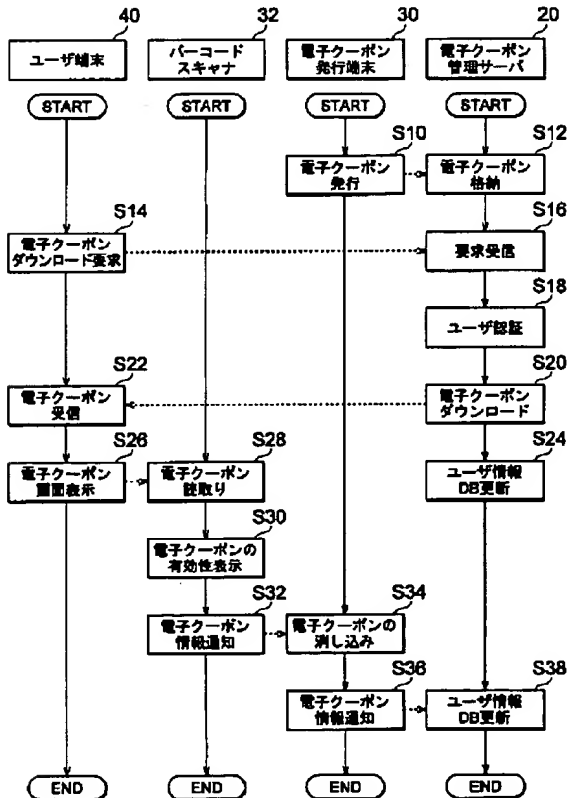 40
32
30
20
ユーザ端末
バーコード
スキャナ
電子クーポン
発行端末
電子クーポン
管理サーバ
START
START
START
START
S10
電子クーポン
発行
S12
電子クーポン
格納
S14
電子クーポン
ダウンロード要求
S16
要求受信
S18
ユーザ認証
S22
電子クーポン
受信
S20
電子クーポン
ダウンロード
S26
電子クーポン
画面表示
S28
電子クーポン
読取り
S24
ユーザ情報
DB更新
S30
電子クーポンの
有効性表示
S32
電子クーポン
情報通知
S34
電子クーポンの
消し込み
S36
電子クーポン
情報通知
S38
ユーザ情報
DB更新
END
END
END
END